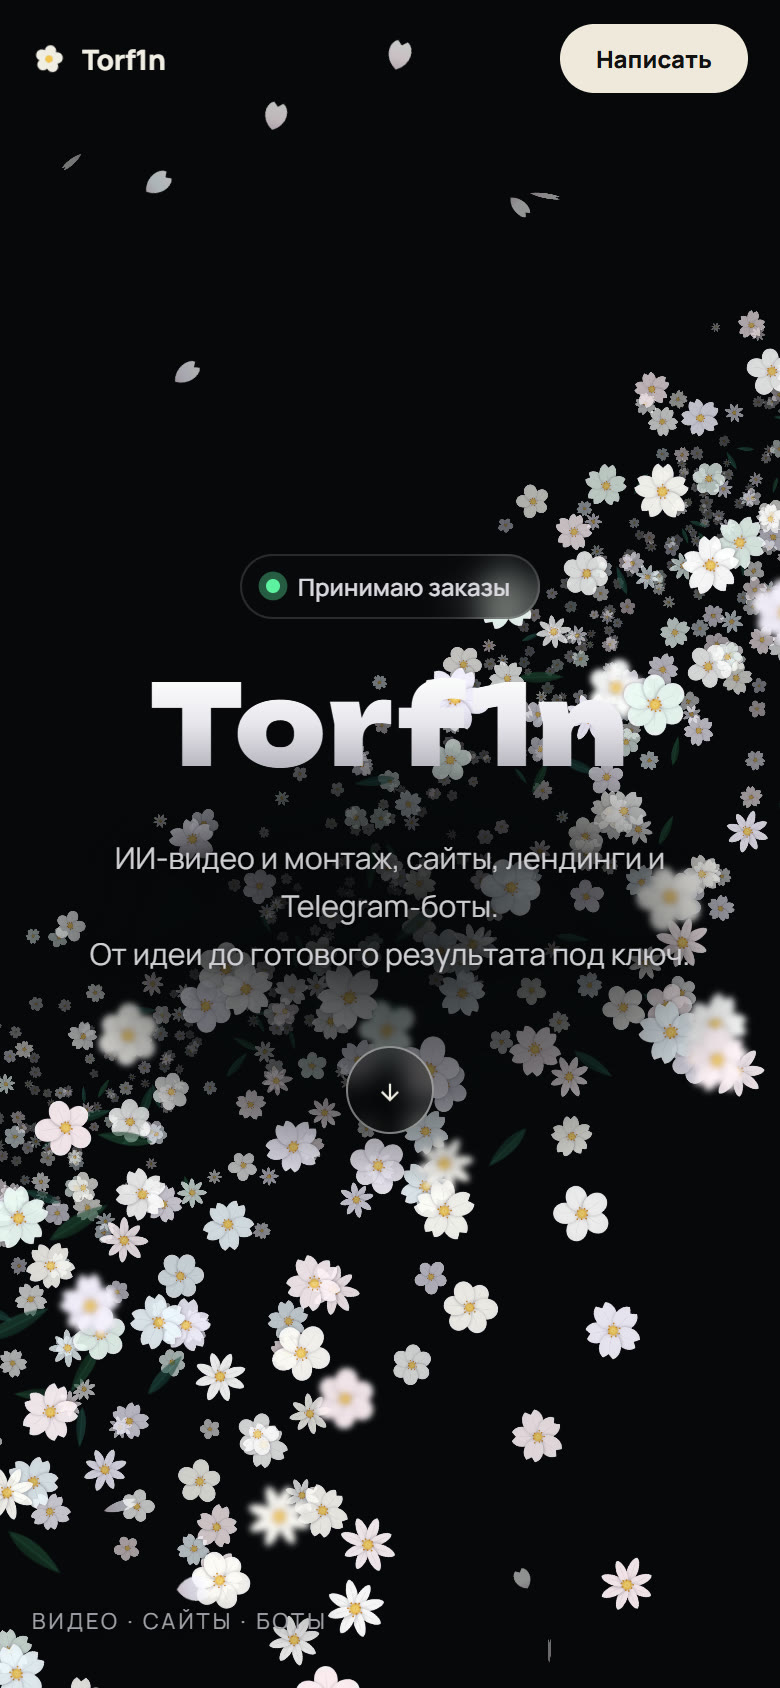 Torf1n
Написать
Принимаю заказы
Torf1n
ИИ-видео и монтаж, сайты, лендинги и
Telegram-боты.
От идеи до готового результата под ключ.
ВИДЕО · САЙТЫ · БОТЫ